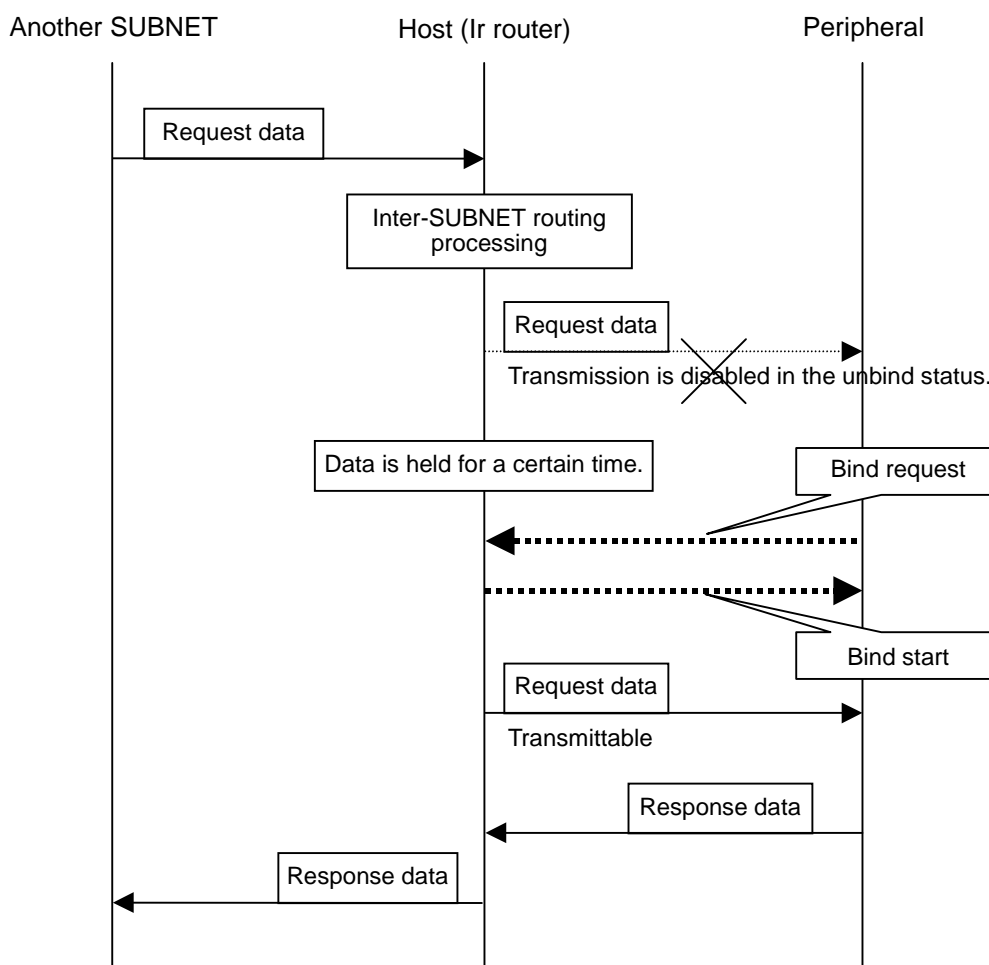 Another SUBNET
Host (Ir router)
Peripheral
Request data
Inter-SUBNET routing
processing
Request data
Transmission is disabled in the unbind status.
Data is held for a certain time.
Bind request
Bind start
Request data
Transmittable
Response data
Response data